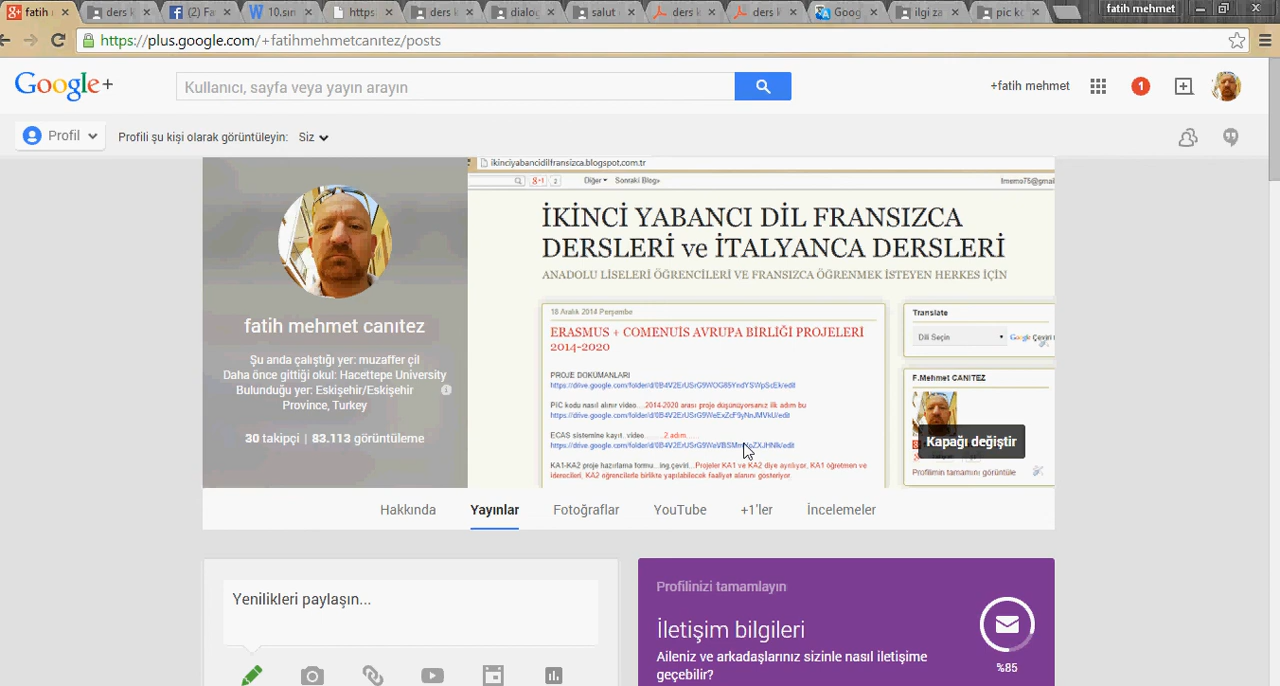 fatih
ders k
(2) Fa
10.sın
https
ders k
dialog
salut
ders k
ders k
Goog
ilgi za
pic ko
fatih mehmet
https://plus.google.com/+fatihmehmetcanıtez/posts
Google+
Kullanıcı, sayfa veya yayın arayın
+fatih mehmet
1
Profil
Profili şu kişi olarak görüntüleyin: Siz
ikinciyabancidilfransizca.blogspot.com.tr
g+1 2 Diğer Sonraki Blog»
İKİNCİ YABANCI DİL FRANSIZCA
DERSLERİ ve İTALYANCA DERSLERİ
ANADOLU LİSELERİ ÖĞRENCİLERİ VE FRANSIZCA ÖĞRENMEK İSTEYEN HERKES İÇİN
18 Aralık 2014 Perşembe
ERASMUS + COMENUİS AVRUPA BİRLİĞİ PROJELERİ
2014-2020
PROJE DOKÜMANLARI
PIC kodu nasıl alınır video....2014-2020 arası proje düşünüyorsanız ilk adım bu
ECAS sistemine kayıt. video........2.adım....
KA1-KA2 proje hazırlama formu...ing.çeviri...Projeler KA1 ve KA2 diye ayrılıyor, KA1 öğretmen ve
idereciler, KA2 öğrencilerle birlikte yapılabilecek faaliyet alanını gösteriyor.
Translate
Dili Seçin
Google Çeviri
F.Mehmet CANITEZ
Kapağı değiştir
Profilimin tamamını görüntüle
fatih mehmet canıtez
Şu anda çalıştığı yer: muzaffer çil
Daha önce gittiği okul: Hacettepe University
Bulunduğu yer: Eskişehir/Eskişehir
Province, Turkey
30 takipçi | 83.113 görüntüleme
Hakkında
Yayınlar
Fotoğraflar
YouTube
+1'ler
İncelemeler
Yenilikleri paylaşın...
Profilinizi tamamlayın
İletişim bilgileri
Aileniz ve arkadaşlarınız sizinle nasıl iletişime
geçebilir?
%85